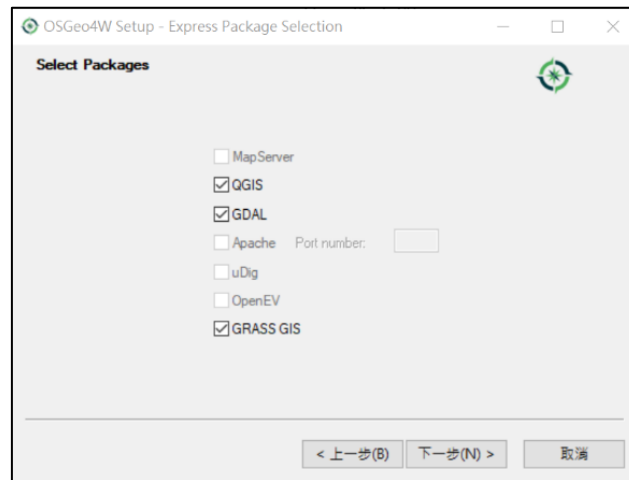 OSGeo4W Setup - Express Package Selection
Select Packages
MapServer
QGIS
GDAL
Apache Port number:
uDig
OpenEV
GRASS GIS
< 上一步(B) 下一步(N) > 取消